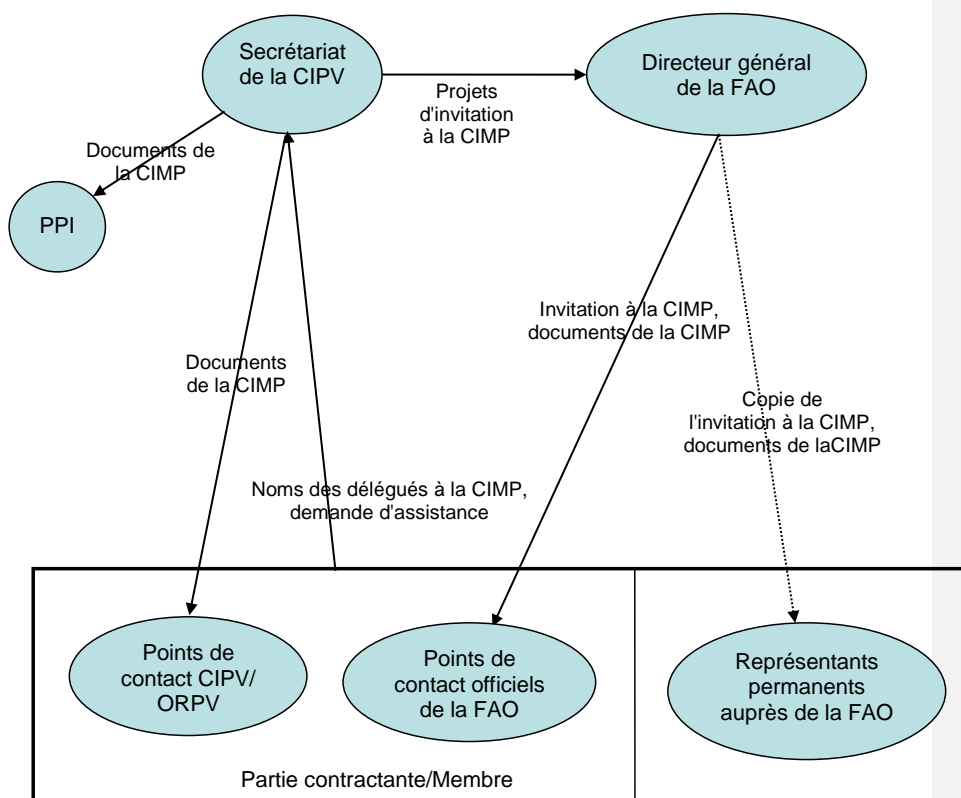 Secrétariat
de la CIPV
Directeur général
de la FAO
Projets
d'invitation
à la CIMP
Documents de
la CIMP
PPI
Invitation à la CIMP,
documents de la CIMP
Documents
de la CIMP
Copie de
l'invitation à la CIMP,
documents de laCIMP
Noms des délégués à la CIMP,
demande d'assistance
Points de
contact CIPV/
ORPV
Points de
contact officiels
de la FAO
Représentants
permanents
auprès de la FAO
Partie contractante/Membre